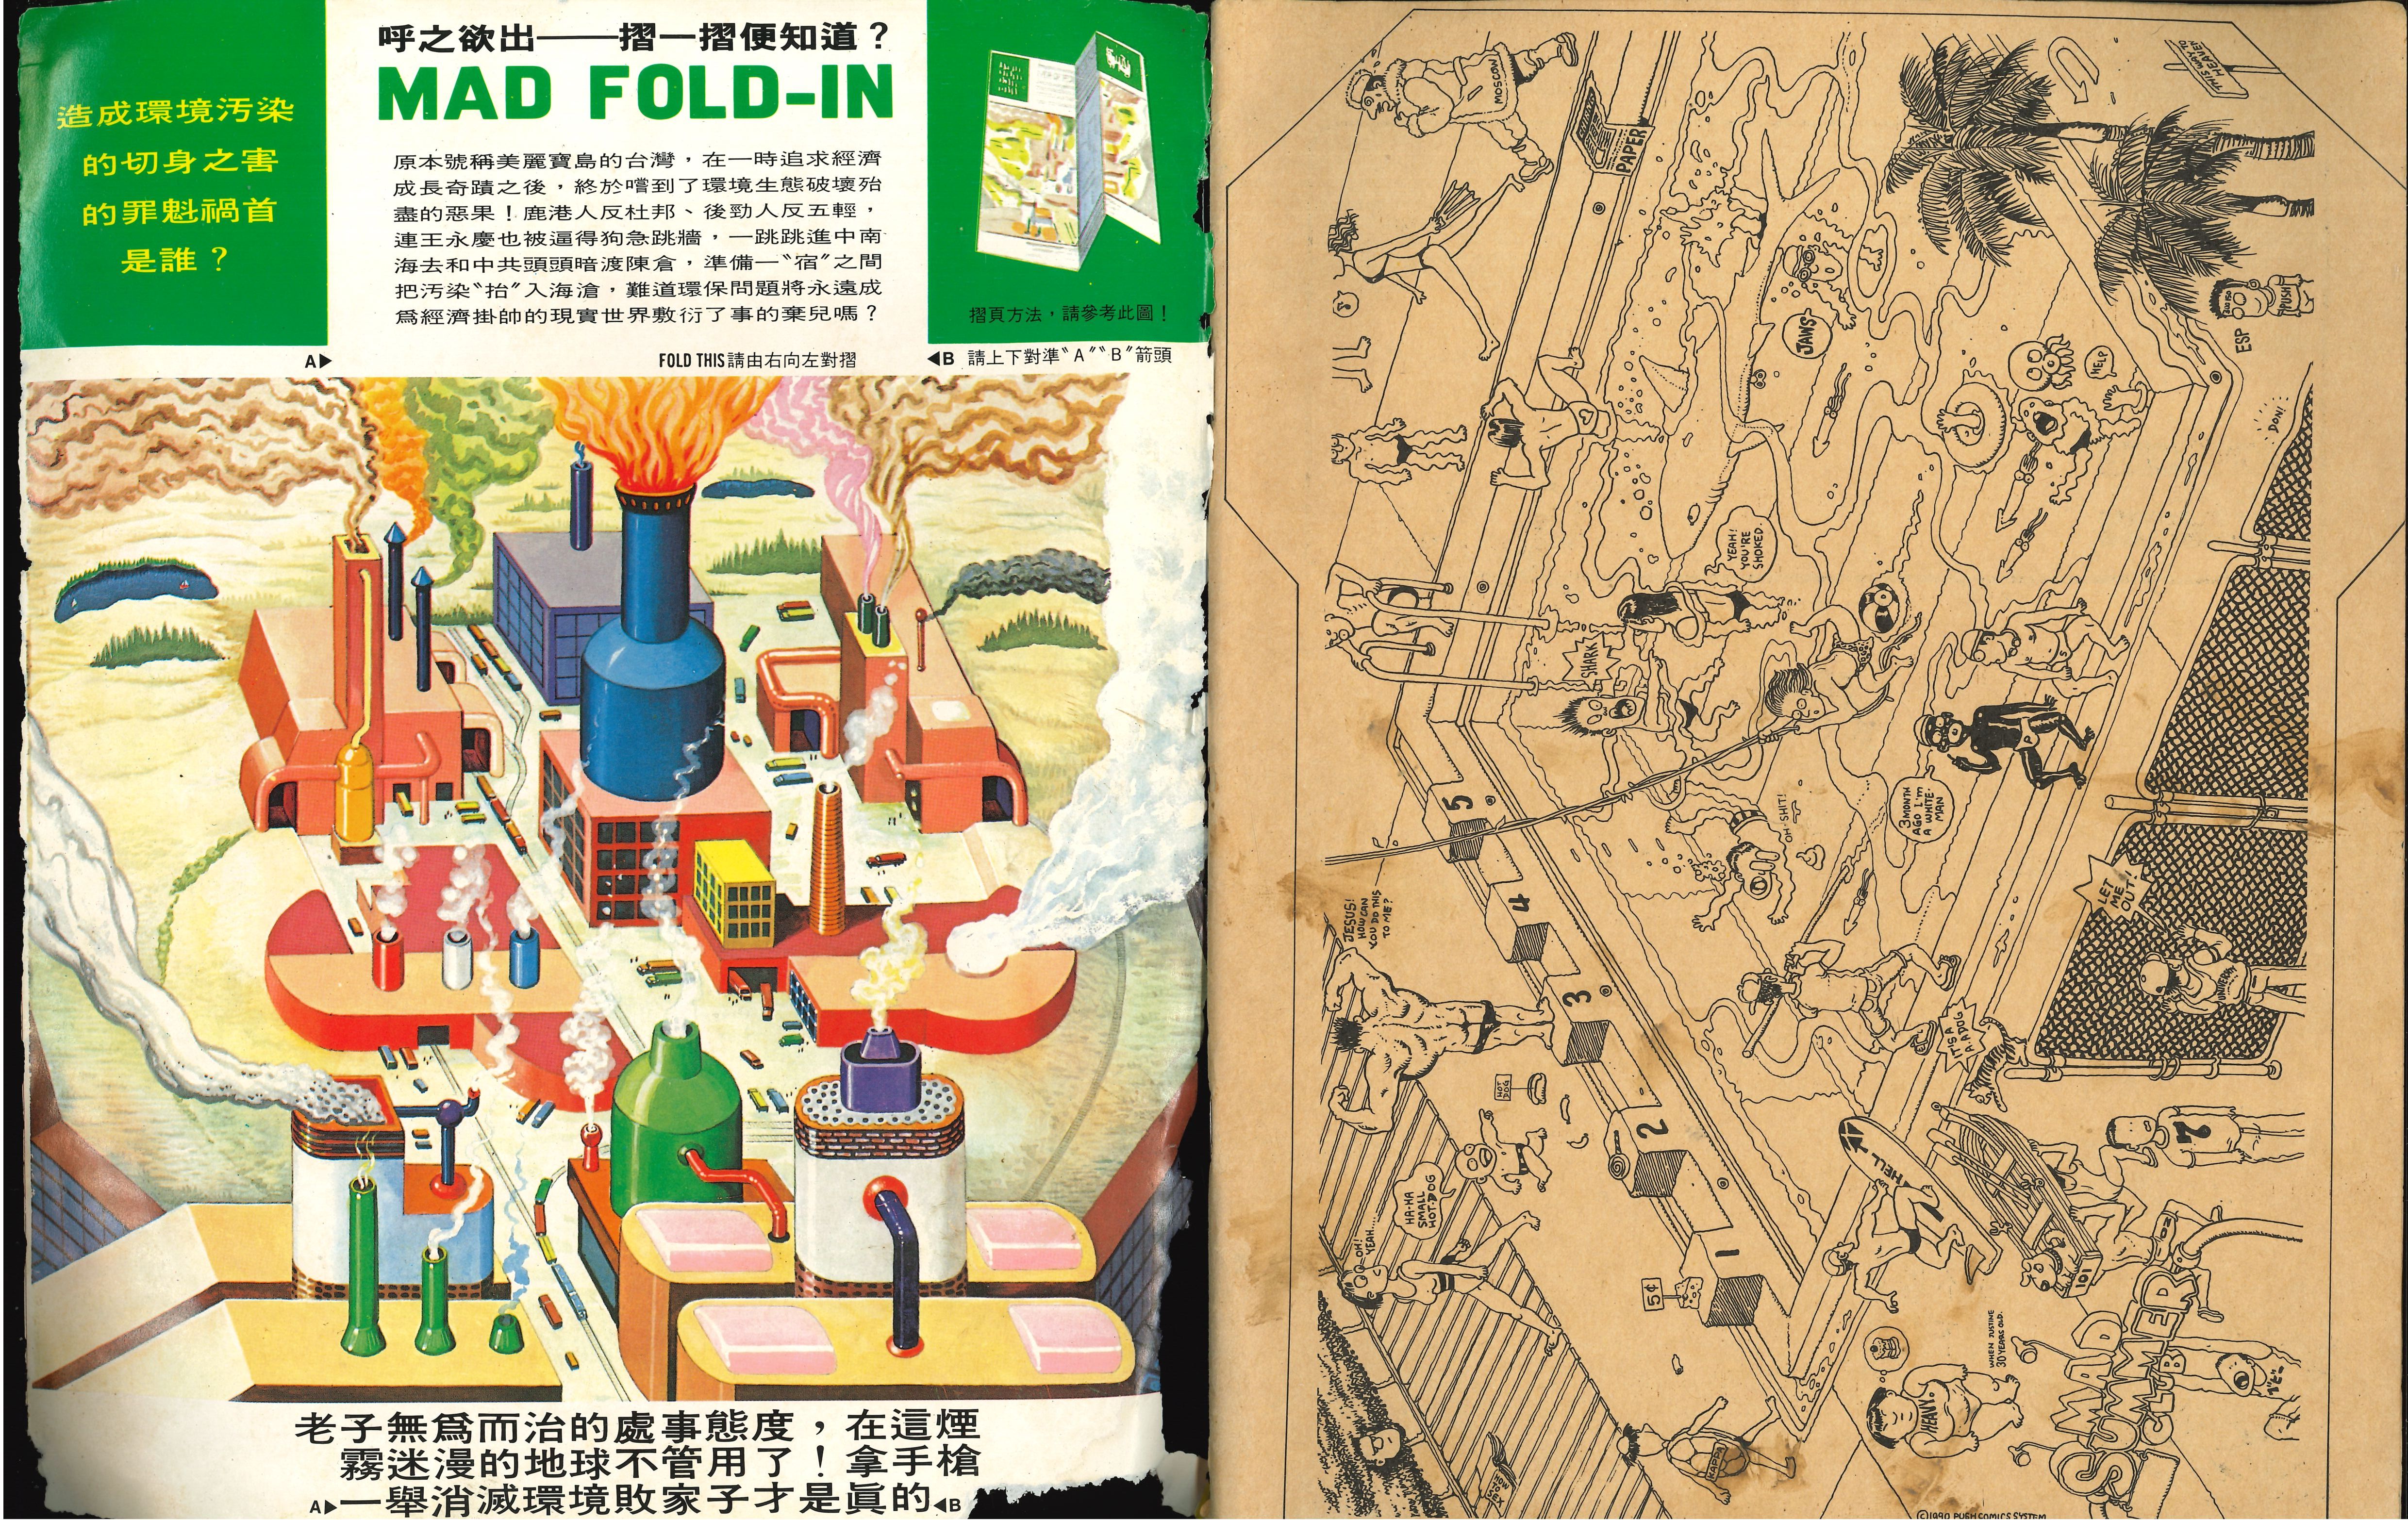 造成環境汚染
的切身之害
的罪魁禍首
是誰？
呼之欲出——摺一摺便知道？
MAD FOLD-IN
原本號稱美麗寶島的台灣，在一時追求經濟
成長奇蹟之後，終於嚐到了環境生態破壞殆
盡的惡果！鹿港人反杜邦、後勁人反五輕，
連王永慶也被逼得狗急跳牆，一跳跳進中南
海去和中共頭頭暗渡陳倉，準備一〝宿〞之間
把汚染〝抬〞入海滄，難道環保問題將永遠成
爲經濟掛帥的現實世界敷衍了事的棄兒嗎？
摺頁方法，請參考此圖！
A▶
FOLD THIS請由右向左對摺
◀B 請上下對準〝A〞〝B〞箭頭
老子無爲而治的處事態度，在這煙
霧迷漫的地球不管用了！拿手槍
A▶一舉消滅環境敗家子才是眞的◀B
MOSCOW
PAPER
THIS WAY TO
HEAVEN
JAWS
HELP
PUSH
ESP
DON!
YEAH!
YOU'RE
SHOKED.
SHARK
5
4
3
2
1
OH-SHIT!
3MONTH
AGO I'm
A WHITE-
MAN
P
LET
ME
OUT!
JESUS!
HOW CAN
YOU DO THIS
TO ME?
IT'S A
A-A-PDUG
HOT
DOG
HA-HA
SMALL
HOT-DOG
OH!
YEAH....
HELL
?
101
5¢
WHEN JUSTINE
30 YEARS OLD.
HEAVY
KAPPA
HOW
TO
SEX
MAD
SUMMER
CLUB
©1990 PUSH COMICS SYSTEM